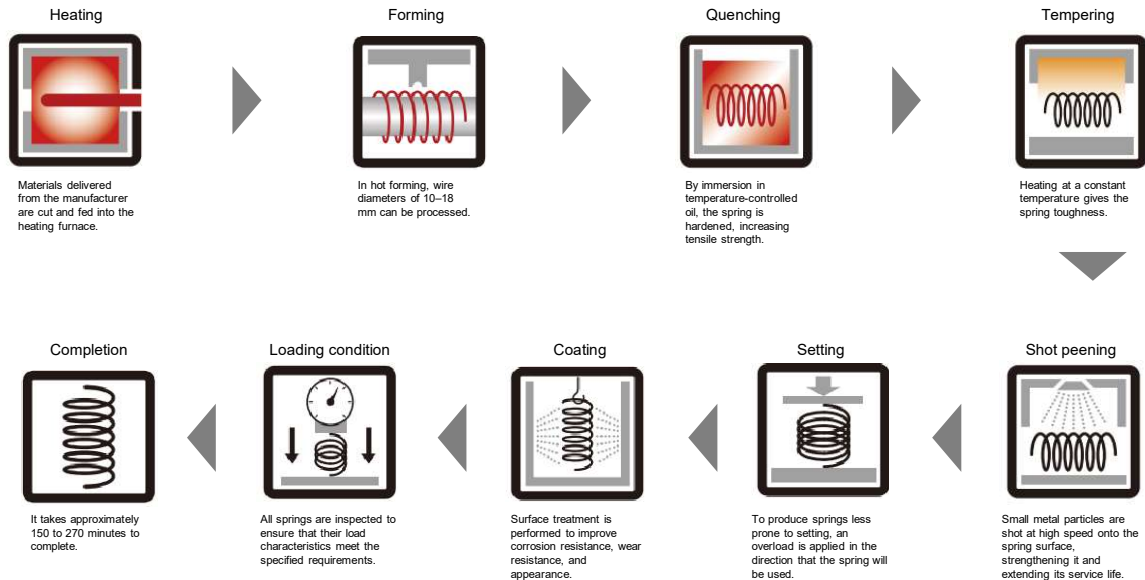 Heating
Materials delivered
from the manufacturer
are cut and fed into the
heating furnace.
Forming
In hot forming, wire
diameters of 10–18
mm can be processed.
Quenching
By immersion in
temperature-controlled
oil, the spring is
hardened, increasing
tensile strength.
Tempering
Heating at a constant
temperature gives the
spring toughness.
Shot peening
Small metal particles are
shot at high speed onto the
spring surface,
strengthening it and
extending its service life.
Setting
To produce springs less
prone to setting, an
overload is applied in the
direction that the spring will
be used.
Coating
Surface treatment is
performed to improve
corrosion resistance, wear
resistance, and
appearance.
Loading condition
All springs are inspected to
ensure that their load
characteristics meet the
specified requirements.
Completion
It takes approximately
150 to 270 minutes to
complete.